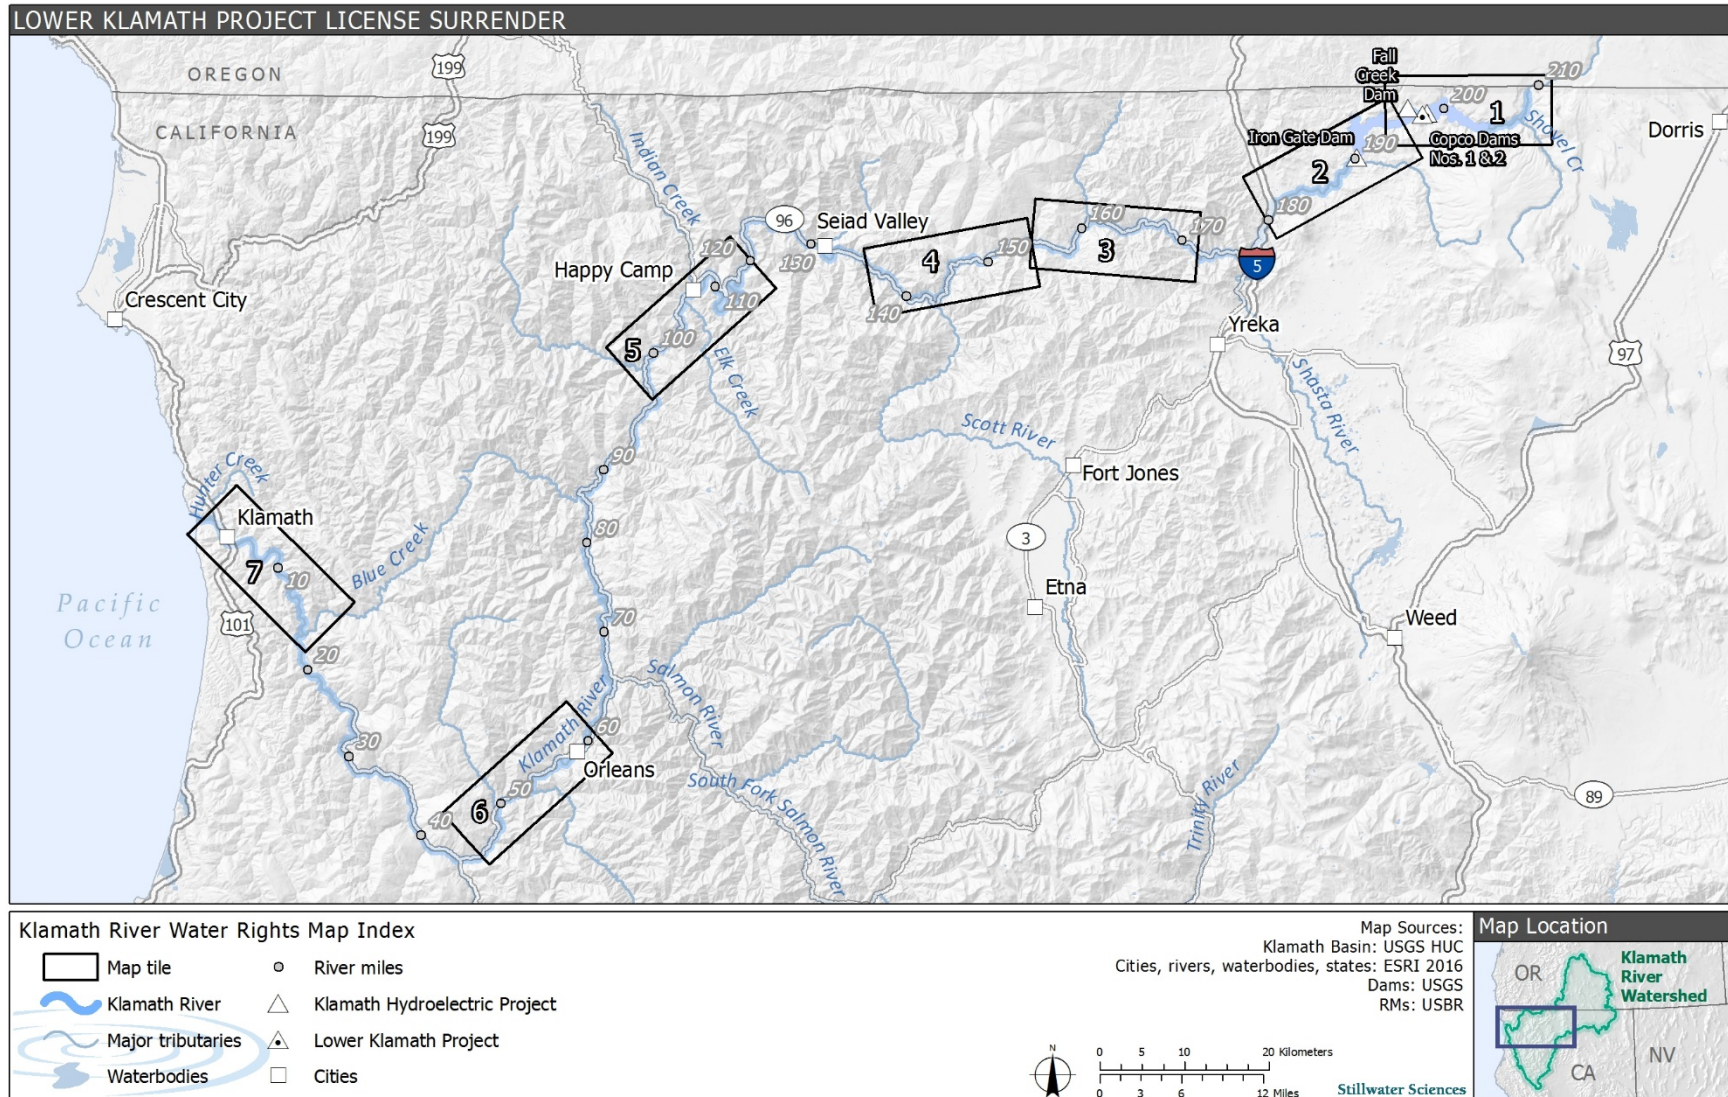 LOWER KLAMATH PROJECT LICENSE SURRENDER
OREGON
CALIFORNIA
199
199
Indian Creek
Fall
Creek
Dam
210
200
1
Shovel Cr
Dorris
Iron Gate Dam
190
Copco Dams
Nos. 1 & 2
2
180
96
Seiad Valley
130
120
160
170
3
150
4
140
5
Happy Camp
110
100
5
Elk Creek
Crescent City
Yreka
97
Shasta River
Scott River
Fort Jones
90
Hunter Creek
Klamath
80
3
7
10
Blue Creek
Etna
Pacific
Ocean
101
70
Weed
20
Salmon River
Klamath River
60
30
Orleans
South Fork Salmon River
50
6
40
Trinity River
89
Klamath River Water Rights Map Index
Map tile
River miles
Klamath River
Klamath Hydroelectric Project
Major tributaries
Lower Klamath Project
Waterbodies
Cities
Map Sources:
Klamath Basin: USGS HUC
Cities, rivers, waterbodies, states: ESRI 2016
Dams: USGS
RMs: USBR
N
0 5 10 20 Kilometers
0 3 6 12 Miles
Stillwater Sciences
Map Location
OR
Klamath
River
Watershed
CA
NV